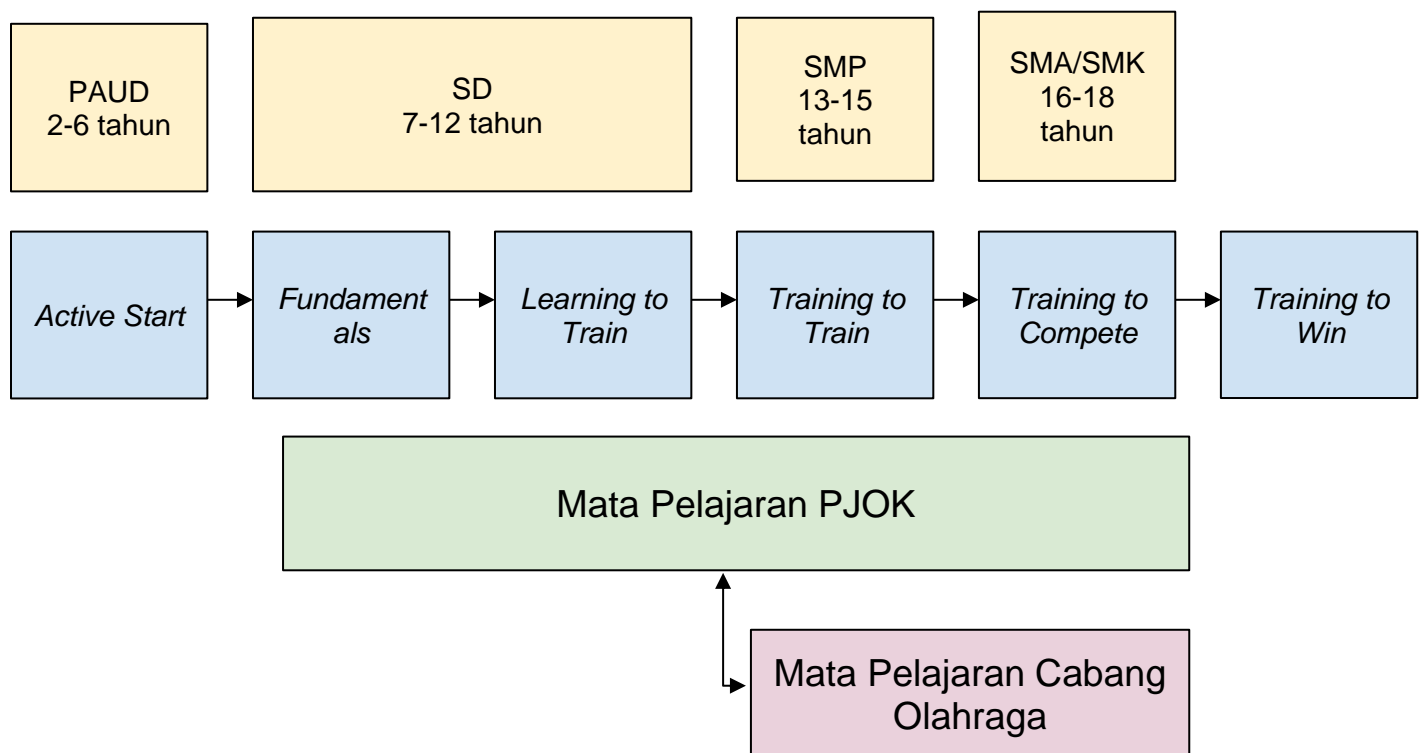 PAUD
2-6 tahun
SD
7-12 tahun
SMP
13-15
tahun
SMA/SMK
16-18
tahun
Active Start
Fundament
als
Learning to
Train
Training to
Train
Training to
Compete
Training to
Win
Mata Pelajaran PJOK
Mata Pelajaran Cabang
Olahraga